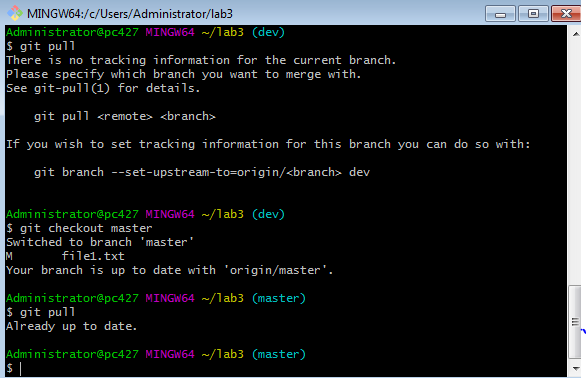 MINGW64:/c/Users/Administrator/lab3
Administrator@pc427 MINGW64 ~/lab3 (dev)
$ git pull
There is no tracking information for the current branch.
Please specify which branch you want to merge with.
See git-pull(1) for details.
    git pull <remote> <branch>
If you wish to set tracking information for this branch you can do so with:
    git branch --set-upstream-to=origin/<branch> dev
Administrator@pc427 MINGW64 ~/lab3 (dev)
$ git checkout master
Switched to branch 'master'
M       file1.txt
Your branch is up to date with 'origin/master'.
Administrator@pc427 MINGW64 ~/lab3 (master)
$ git pull
Already up to date.
Administrator@pc427 MINGW64 ~/lab3 (master)
$